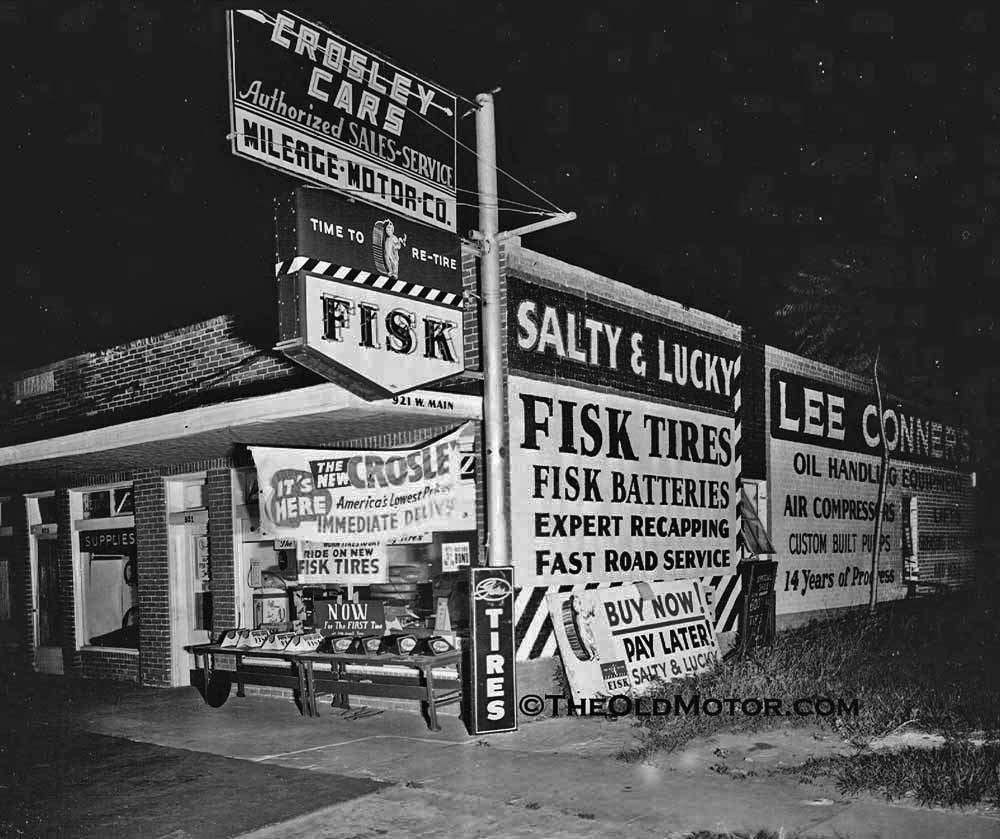 CROSLEY
CARS
Authorized SALES-SERVICE
MILEAGE·MOTOR·CO.
TIME TO
RE-TIRE
FISK
921 W. MAIN
IT'S
HERE
THE
NEW
CROSLEY
America's Lowest
IMMEDIATE
RIDE ON NEW
FISK TIRES
SUPPLIES
921
NOW
For The FIRST Time
TIRES
SALTY & LUCKY
FISK TIRES
FISK BATTERIES
EXPERT RECAPPING
FAST ROAD SERVICE
BUY NOW!
PAY LATER!
SALTY & LUCKY
FISK
LEE CONNER'S
OIL HANDLING EQUIPMENT
AIR COMPRESSORS
CUSTOM BUILT PUMPS
14 Years of Progress
©THEOLDMOTOR.COM